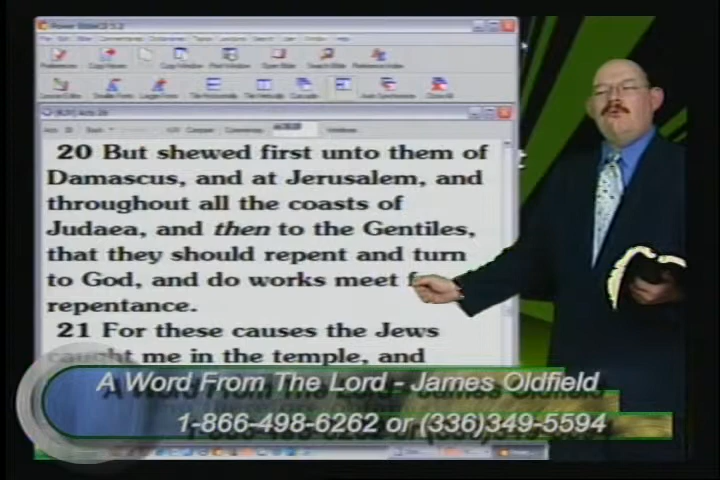 Power BibleCD 5.2
Acts 26
20 But shewed first unto them of
Damascus, and at Jerusalem, and
throughout all the coasts of
Judaea, and then to the Gentiles,
that they should repent and turn
to God, and do works meet f
repentance.
21 For these causes the Jews
caught me in the temple, and
A Word From The Lord - James Oldfield
1-866-498-6262 or (336)349-5594